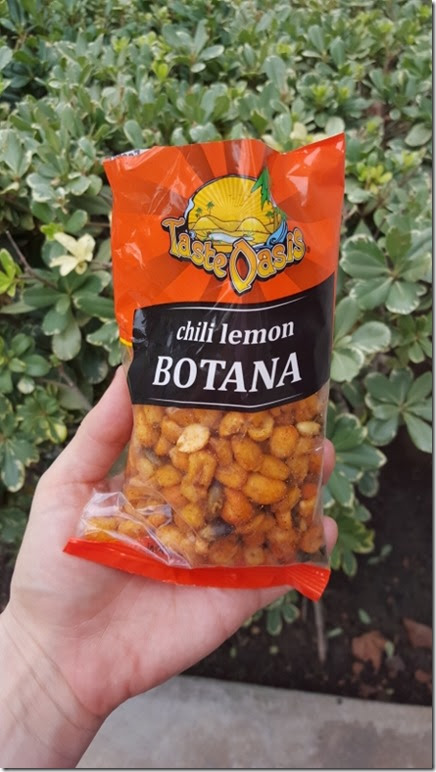 Taste Oasis
chili lemon
BOTANA